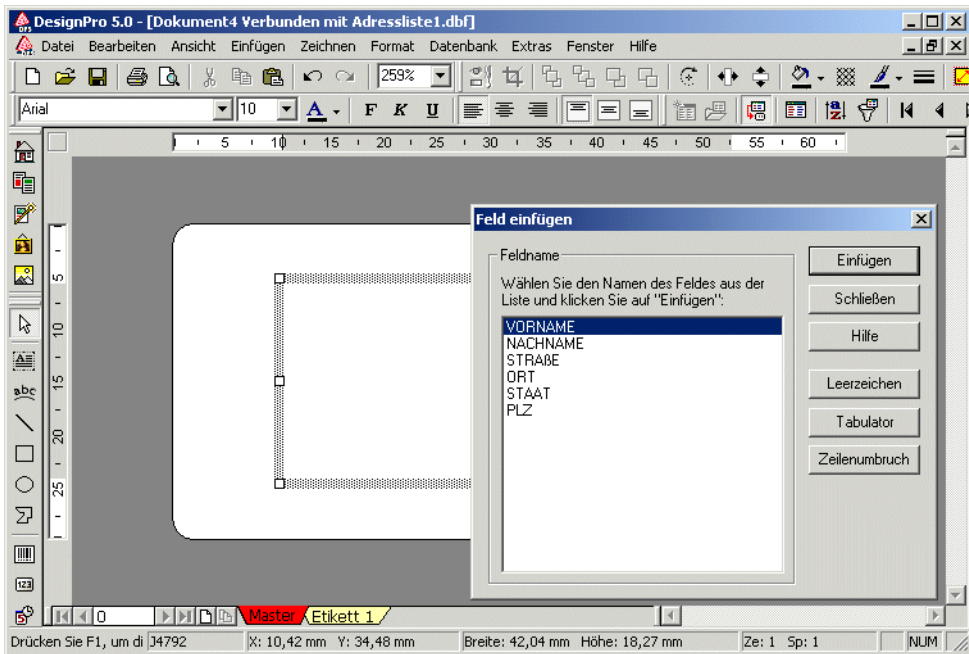 DesignPro 5.0 - [Dokument4 Verbunden mit Adressliste1.dbf]
Datei Bearbeiten Ansicht Einfügen Zeichnen Format Datenbank Extras Fenster Hilfe
259%
Arial 10 A F K U
5 10 15 20 25 30 35 40 45 50 55 60
Feld einfügen
Feldname
Wählen Sie den Namen des Feldes aus der
Liste und klicken Sie auf "Einfügen":
VORNAME
NACHNAME
STRAßE
ORT
STAAT
PLZ
Einfügen
Schließen
Hilfe
Leerzeichen
Tabulator
Zeilenumbruch
5
10
15
20
25
A
abc
123
0 Master Etikett 1
Drücken Sie F1, um di J4792 X: 10,42 mm Y: 34,48 mm Breite: 42,04 mm Höhe: 18,27 mm Ze: 1 Sp: 1 NUM